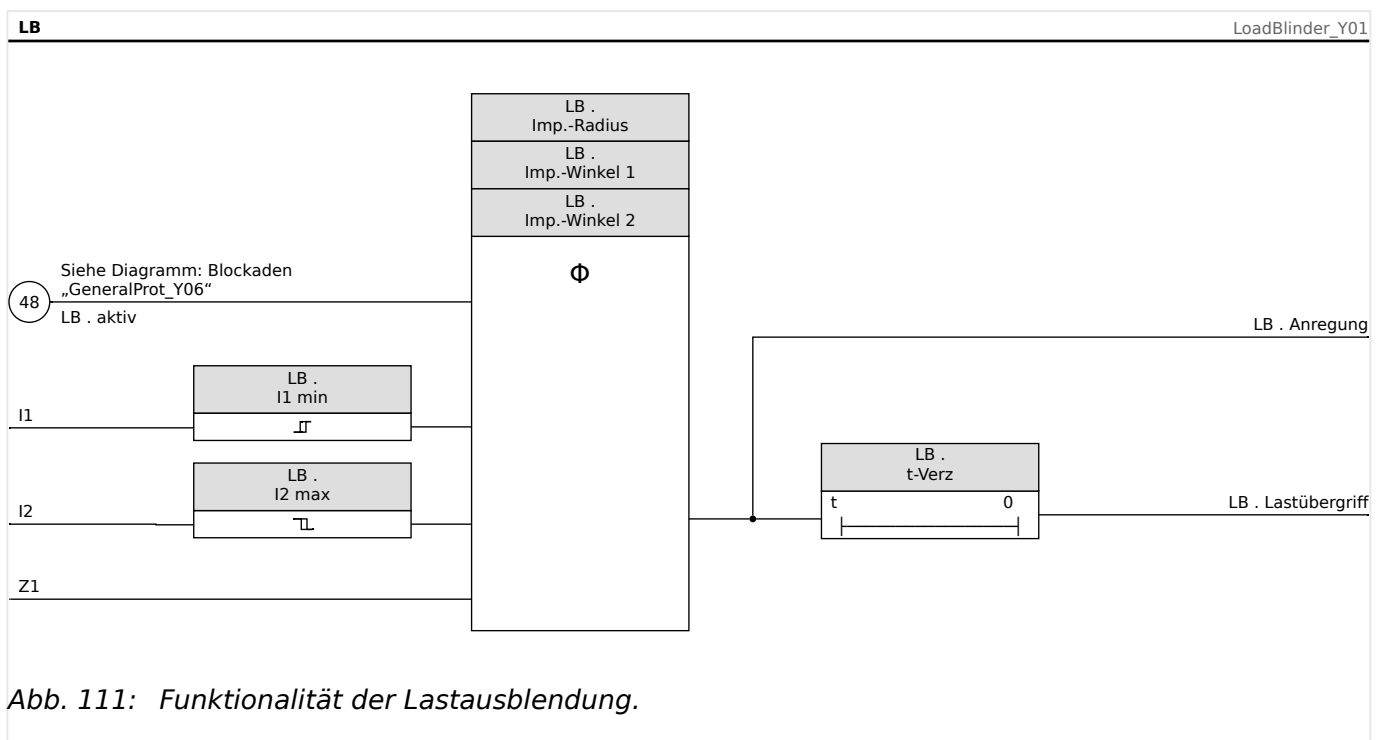 LB
LoadBlinder_Y01
LB .
Imp.-Radius
LB .
Imp.-Winkel 1
LB .
Imp.-Winkel 2
Φ
Siehe Diagramm: Blockaden
„GeneralProt_Y06“
48
LB . aktiv
LB . Anregung
LB .
I1 min
I1
LB .
I2 max
I2
LB .
t-Verz
t 0
LB . Lastübergriff
Z1
Abb. 111: Funktionalität der Lastausblendung.